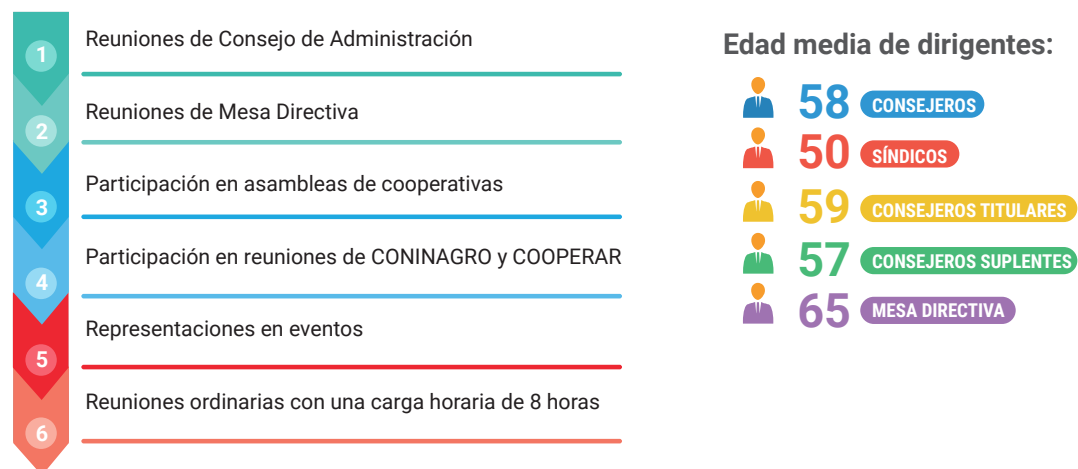 1
Reuniones de Consejo de Administración
2
Reuniones de Mesa Directiva
3
Participación en asambleas de cooperativas
4
Participación en reuniones de CONINAGRO y COOPERAR
5
Representaciones en eventos
6
Reuniones ordinarias con una carga horaria de 8 horas
Edad media de dirigentes:
58 CONSEJEROS
50 SÍNDICOS
59 CONSEJEROS TITULARES
57 CONSEJEROS SUPLENTES
65 MESA DIRECTIVA